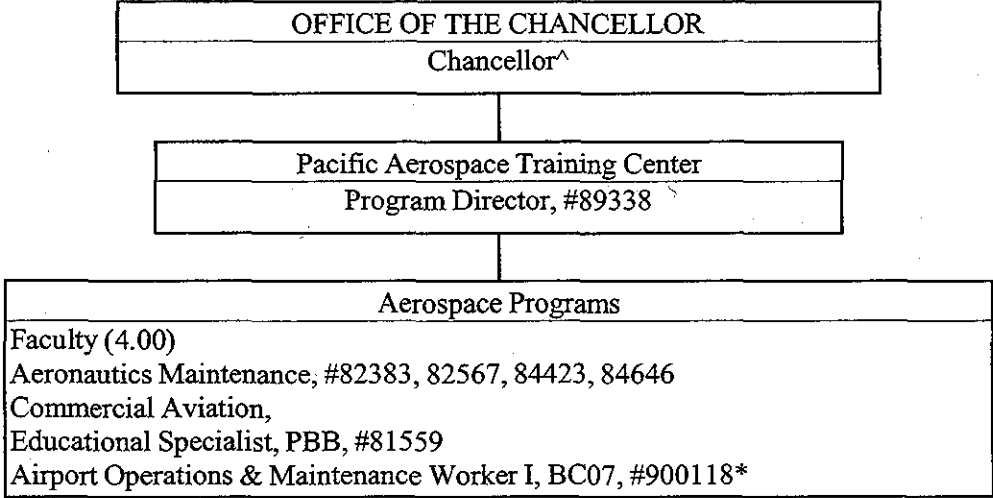 OFFICE OF THE CHANCELLOR
Chancellor^
Pacific Aerospace Training Center
Program Director, #89338
Aerospace Programs
Faculty (4.00)
Aeronautics Maintenance, #82383, 82567, 84423, 84646
Commercial Aviation,
Educational Specialist, PBB, #81559
Airport Operations & Maintenance Worker I, BC07, #900118*